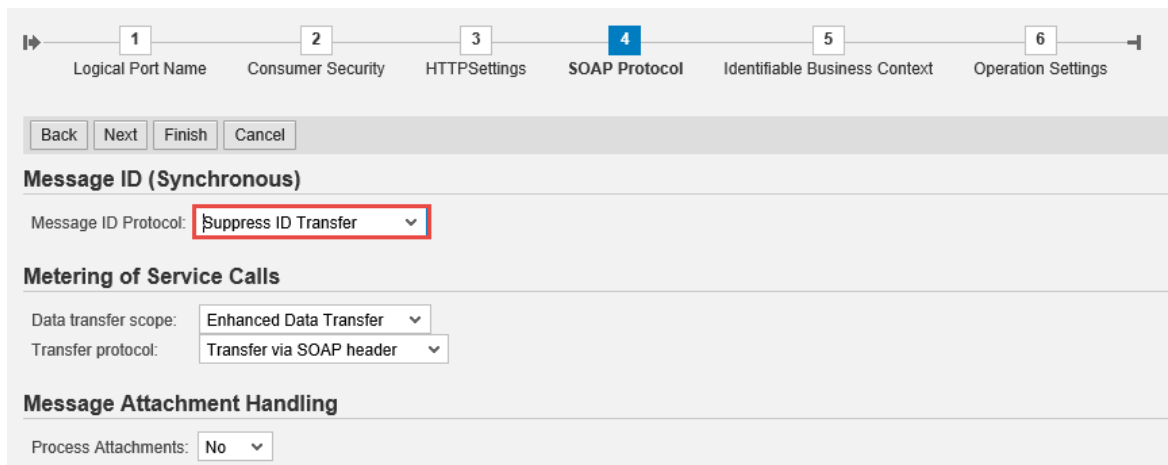 1 2 3 4 5 6
Logical Port Name Consumer Security HTTPSettings SOAP Protocol Identifiable Business Context Operation Settings
Back Next Finish Cancel
Message ID (Synchronous)
Message ID Protocol: Suppress ID Transfer
Metering of Service Calls
Data transfer scope: Enhanced Data Transfer
Transfer protocol: Transfer via SOAP header
Message Attachment Handling
Process Attachments: No